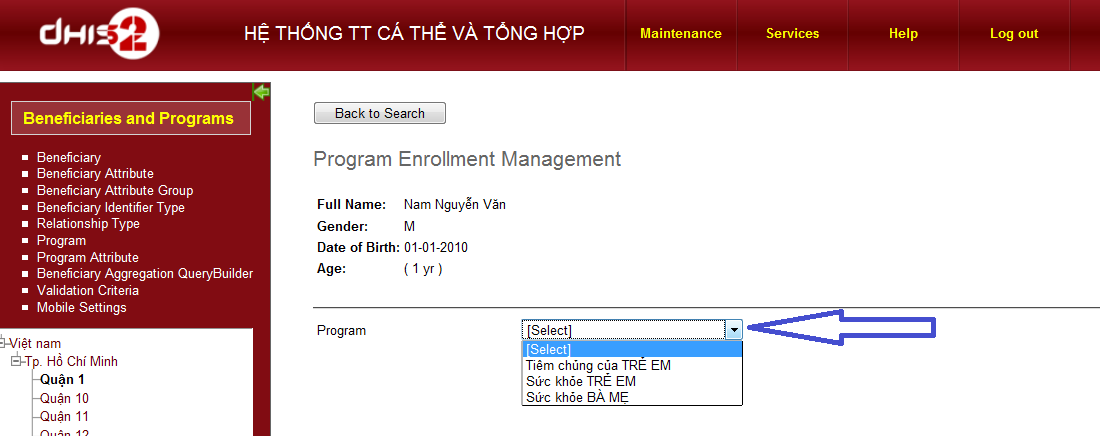 dHIS2
HỆ THỐNG TT CÁ THỂ VÀ TỔNG HỢP
Maintenance
Services
Help
Log out
Beneficiaries and Programs
Beneficiary
Beneficiary Attribute
Beneficiary Attribute Group
Beneficiary Identifier Type
Relationship Type
Program
Program Attribute
Beneficiary Aggregation QueryBuilder
Validation Criteria
Mobile Settings
Việt nam
Tp. Hồ Chí Minh
Quận 1
Quận 10
Quận 11
Quận 12
Back to Search
Program Enrollment Management
Full Name: Nam Nguyễn Văn
Gender: M
Date of Birth: 01-01-2010
Age: ( 1 yr )
Program [Select]
[Select]
Tiêm chủng của TRẺ EM
Sức khỏe TRẺ EM
Sức khỏe BÀ MẸ